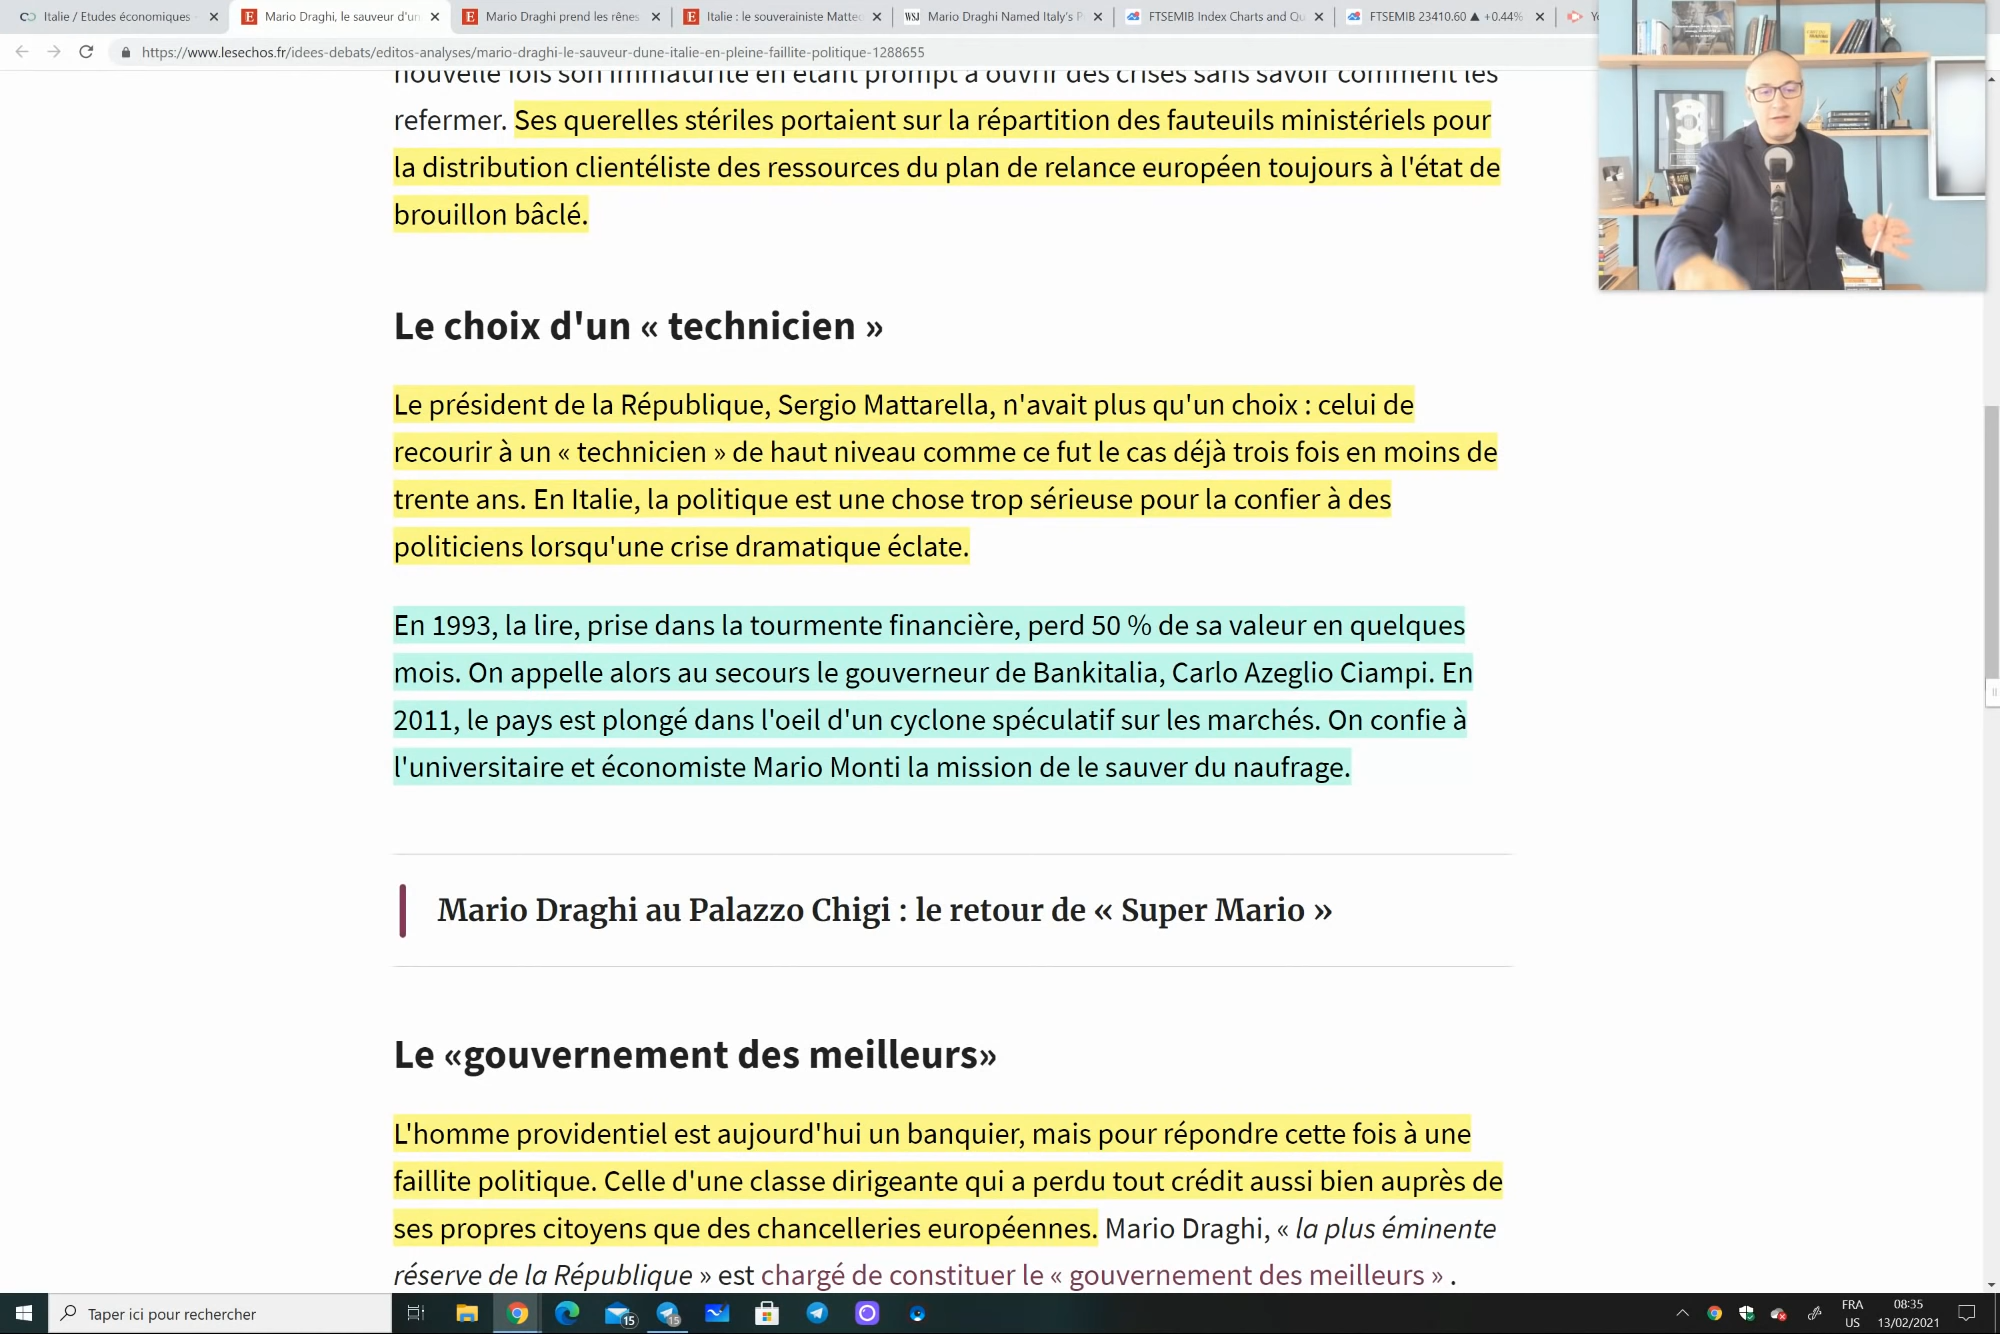 Italie / Etudes économiques
Mario Draghi, le sauveur d'un
Mario Draghi prend les rênes
Italie : le souverainiste Matteo
WSJ Mario Draghi Named Italy's P
FTSEMIB Index Charts and Qu
FTSEMIB 23410.60 ▲ +0.44%
https://www.lesechos.fr/idees-debats/editos-analyses/mario-draghi-le-sauveur-dune-italie-en-pleine-faillite-politique-1288655
nouvelle fois son immaturité en étant prompt à ouvrir des crises sans savoir comment les
refermer. Ses querelles stériles portaient sur la répartition des fauteuils ministériels pour
la distribution clientéliste des ressources du plan de relance européen toujours à l'état de
brouillon bâclé.
Le choix d'un « technicien »
Le président de la République, Sergio Mattarella, n'avait plus qu'un choix : celui de
recourir à un « technicien » de haut niveau comme ce fut le cas déjà trois fois en moins de
trente ans. En Italie, la politique est une chose trop sérieuse pour la confier à des
politiciens lorsqu'une crise dramatique éclate.
En 1993, la lire, prise dans la tourmente financière, perd 50 % de sa valeur en quelques
mois. On appelle alors au secours le gouverneur de Bankitalia, Carlo Azeglio Ciampi. En
2011, le pays est plongé dans l'oeil d'un cyclone spéculatif sur les marchés. On confie à
l'universitaire et économiste Mario Monti la mission de le sauver du naufrage.
Mario Draghi au Palazzo Chigi : le retour de « Super Mario »
Le «gouvernement des meilleurs»
L'homme providentiel est aujourd'hui un banquier, mais pour répondre cette fois à une
faillite politique. Celle d'une classe dirigeante qui a perdu tout crédit aussi bien auprès de
ses propres citoyens que des chancelleries européennes. Mario Draghi, « la plus éminente
réserve de la République » est chargé de constituer le « gouvernement des meilleurs » .
Taper ici pour rechercher
15
15
FRA
US
08:35
13/02/2021